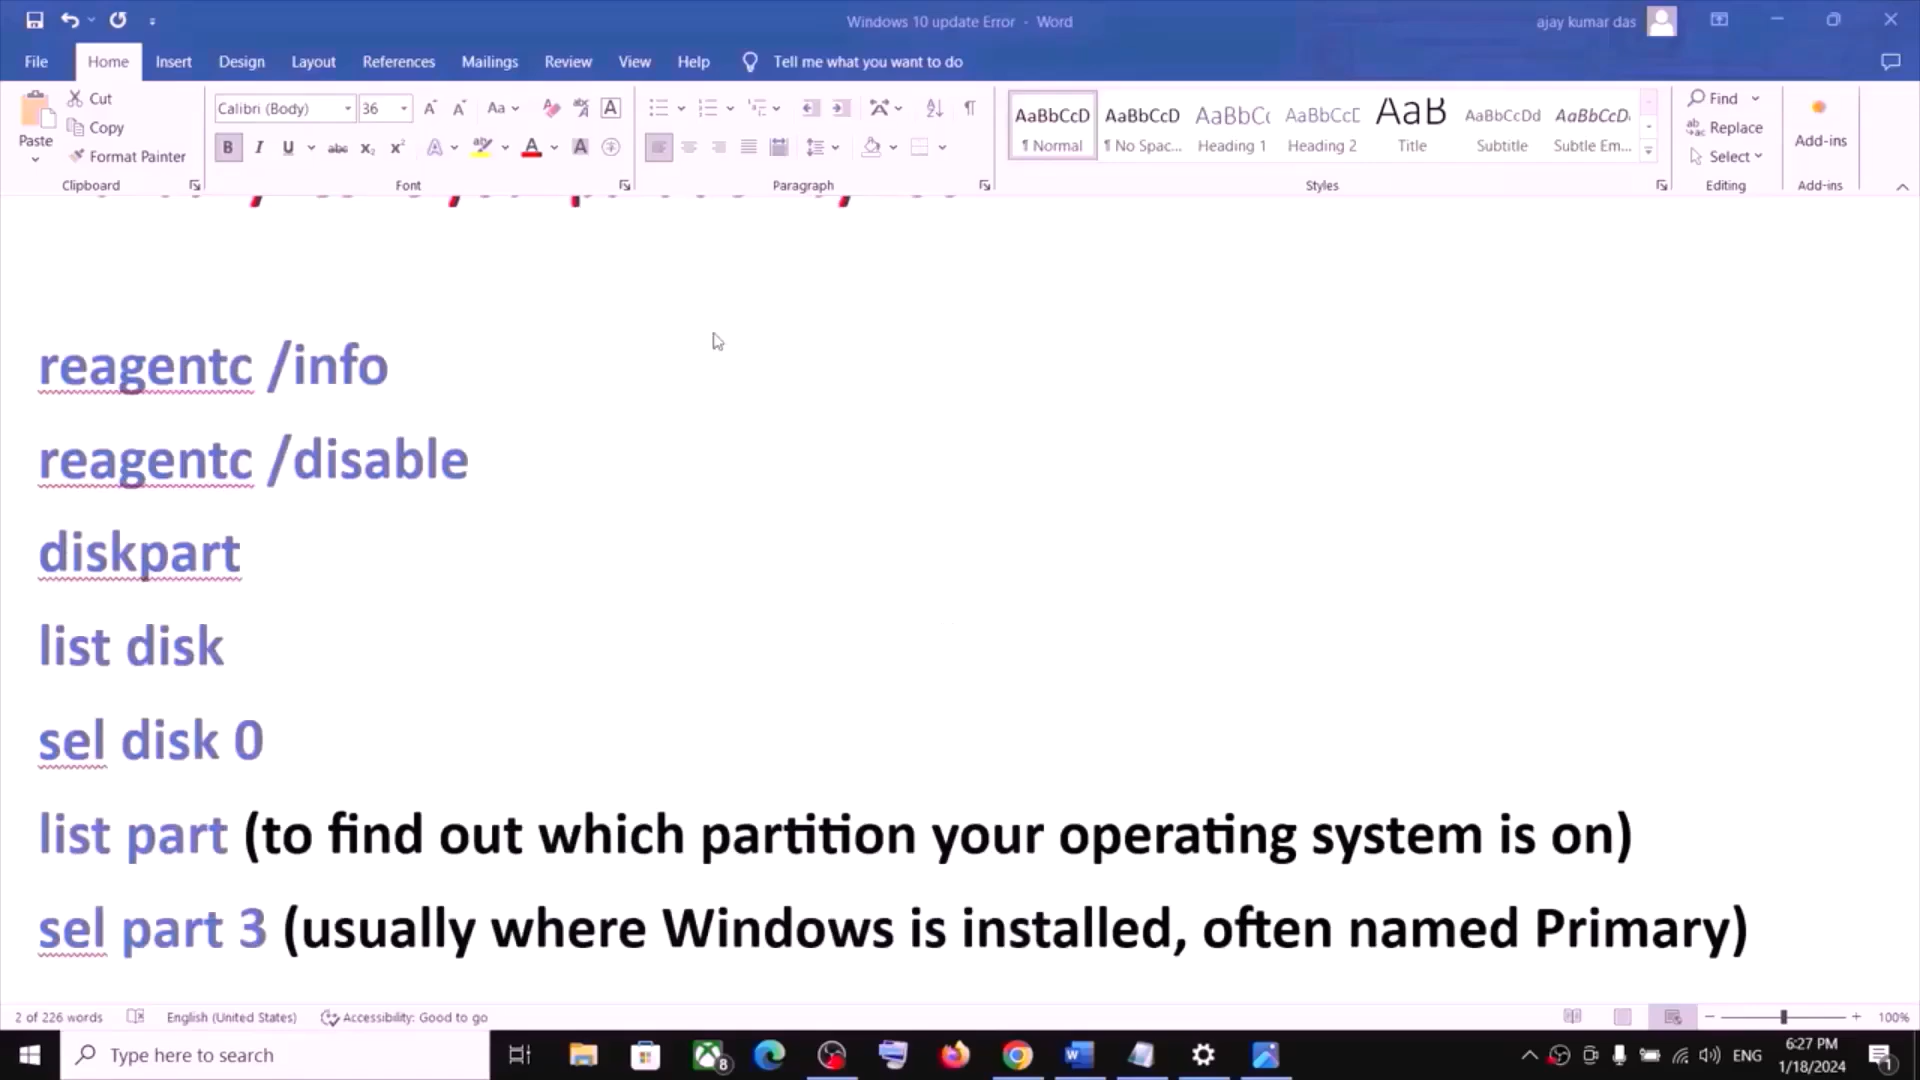 Windows 10 update Error - Word
ajay kumar das
File Home Insert Design Layout References Mailings Review View Help Tell me what you want to do
Paste
Cut
Copy
Format Painter
Clipboard
Calibri (Body) 36
Font
Paragraph
AaBbCcD
¶ Normal
AaBbCcD
¶ No Spac...
AaBbCc
Heading 1
AaBbCcD
Heading 2
AaB
Title
AaBbCcDd
Subtitle
AaBbCcD
Subtle Em...
Styles
Find
Replace
Select
Editing
Add-ins
Add-ins
reagentc /info
reagentc /disable
diskpart
list disk
sel disk 0
list part (to find out which partition your operating system is on)
sel part 3 (usually where Windows is installed, often named Primary)
2 of 226 words English (United States) Accessibility: Good to go 100%
Type here to search
8
ENG
6:27 PM
1/18/2024
1